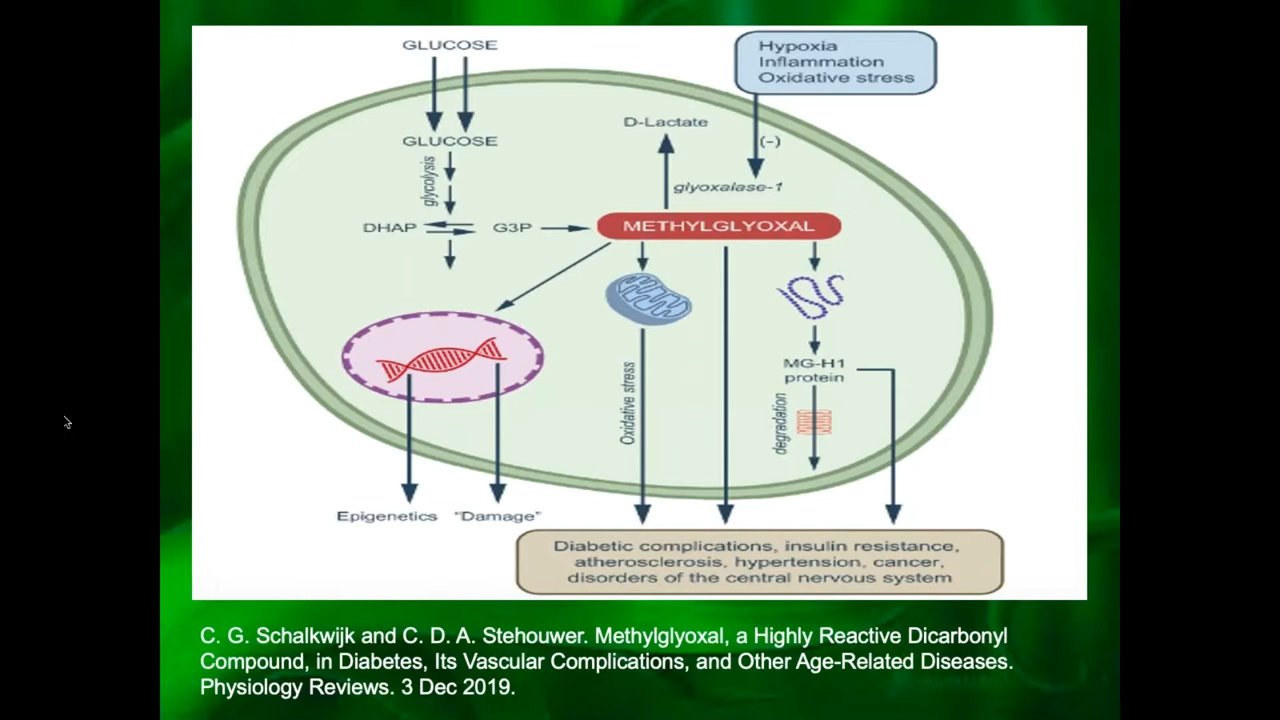 GLUCOSE
Hypoxia
Inflammation
Oxidative stress
D-Lactate
(-)
GLUCOSE
glycolysis
glyoxalase-1
DHAP
G3P
METHYLGLYOXAL
MG-H1
protein
Oxidative stress
degradation
Epigenetics
"Damage"
Diabetic complications, insulin resistance,
atherosclerosis, hypertension, cancer,
disorders of the central nervous system
C. G. Schalkwijk and C. D. A. Stehouwer. Methylglyoxal, a Highly Reactive Dicarbonyl
Compound, in Diabetes, Its Vascular Complications, and Other Age-Related Diseases.
Physiology Reviews. 3 Dec 2019.